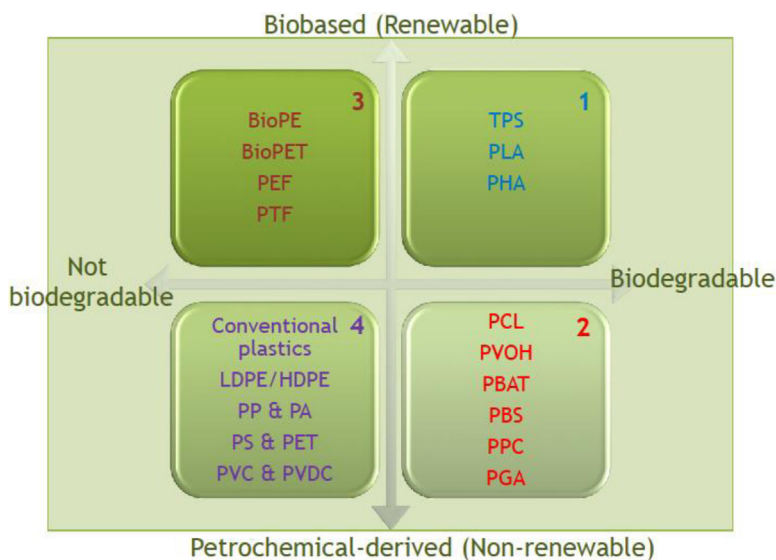 Biobased (Renewable)
3
BioPE
BioPET
PEF
PTF
1
TPS
PLA
PHA
Not
biodegradable
Biodegradable
Conventional 4
plastics
LDPE/HDPE
PP & PA
PS & PET
PVC & PVDC
PCL
2
PVOH
PBAT
PBS
PPC
PGA
Petrochemical-derived (Non-renewable)